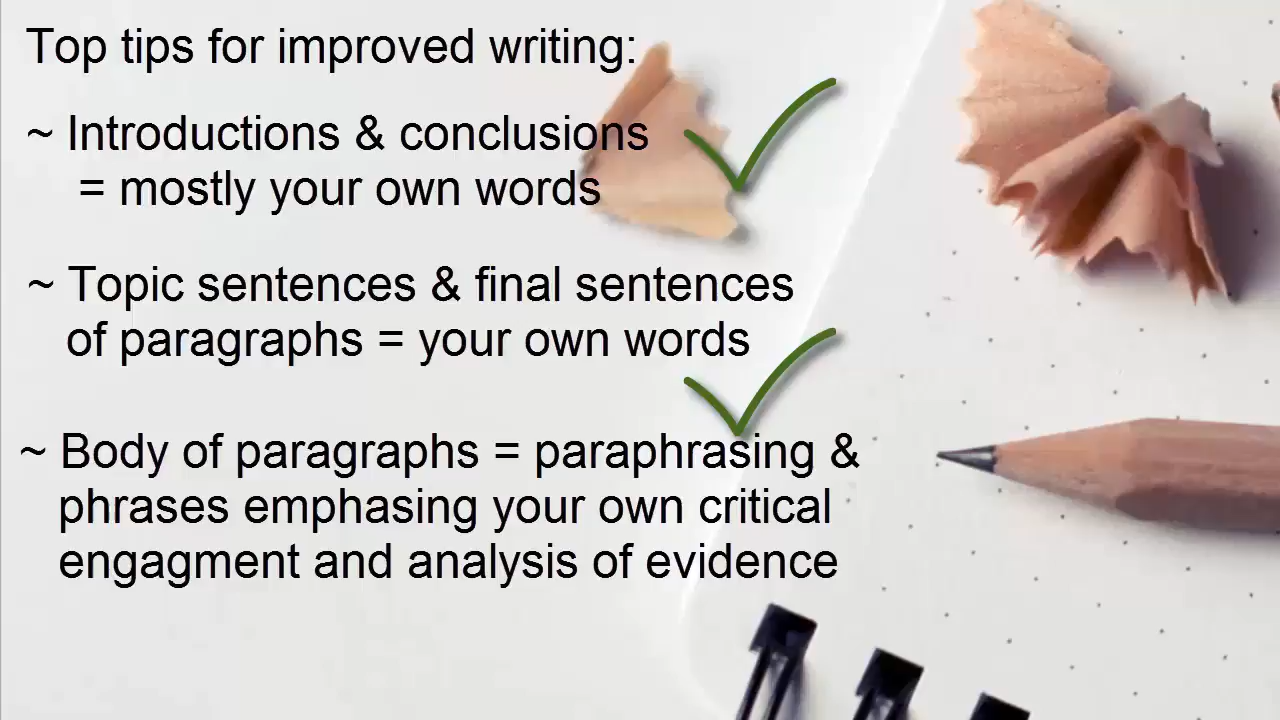 Top tips for improved writing:
~ Introductions & conclusions
= mostly your own words
~ Topic sentences & final sentences
of paragraphs = your own words
~ Body of paragraphs = paraphrasing &
phrases emphasing your own critical
engagment and analysis of evidence